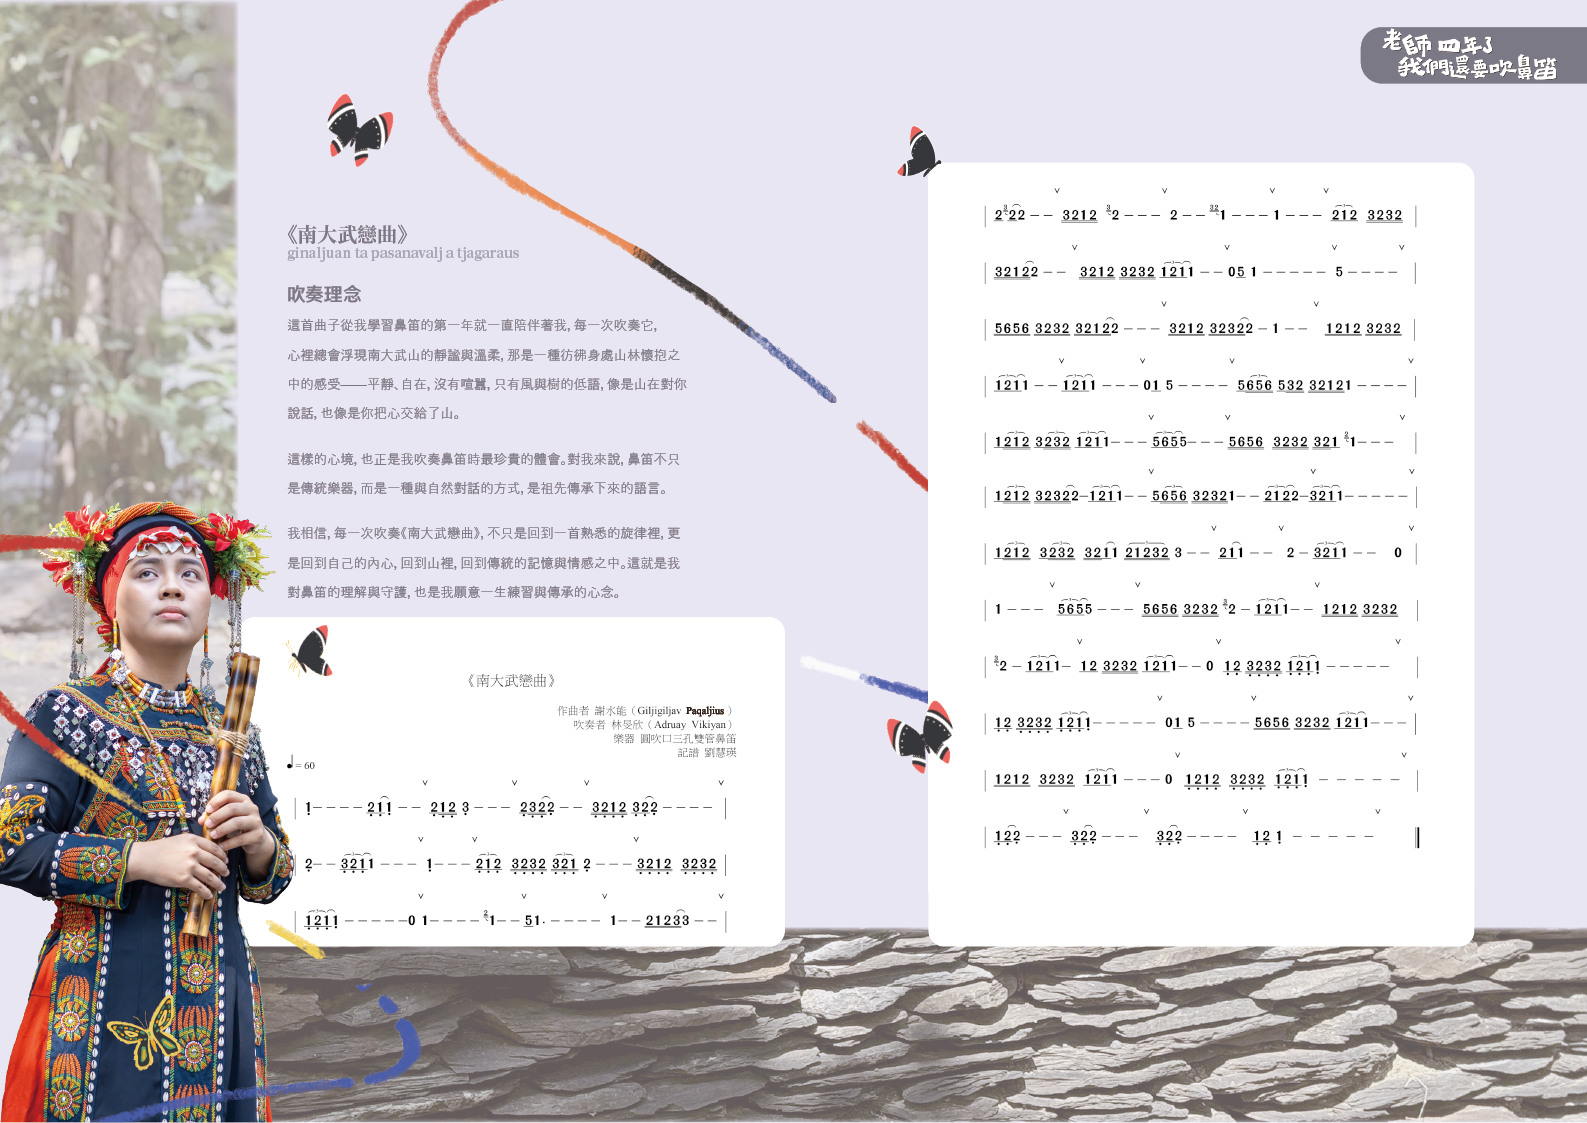 老師 四年了
我們還要吹鼻笛
《南大武戀曲》
ginaljuan ta pasanavalj a tjagaraus
吹奏理念
這首曲子從我學習鼻笛的第一年就一直陪伴著我,每一次吹奏它,
心裡總會浮現南大武山的靜謐與溫柔,那是一種彷彿身處山林懷抱之
中的感受——平靜、自在,沒有喧囂,只有風與樹的低語,像是山在對你
說話,也像是你把心交給了山。
這樣的心境,也正是我吹奏鼻笛時最珍貴的體會。對我來說,鼻笛不只
是傳統樂器,而是一種與自然對話的方式,是祖先傳承下來的語言。
我相信,每一次吹奏《南大武戀曲》,不只是回到一首熟悉的旋律裡,更
是回到自己的內心,回到山裡,回到傳統的記憶與情感之中。這就是我
對鼻笛的理解與守護,也是我願意一生練習與傳承的心念。
《南大武戀曲》
作曲者 謝水能(Giljigiljav Paqaljius)
吹奏者 林旻欣(Adruay Vikiyan)
樂器 圓吹口三孔雙管鼻笛
記譜 劉慧瑛
♩= 60
| 1 – – – – 211 – – 212 3 – – – 2322 – – 3212 322 – – – – |
| 2 – – 3211 – – – 1 – – – 212 3232 321 2 – – – 3212 3232 |
| 1211 – – – – – 0 1 – – – – 2 1 – – 51· – – – – 1 – – 21233 – – |
| 2 3 22 – – 3212 3 2 – – – 2 – – 32 1 – – – 1 – – – 212 3232 |
| 32122 – – 3212 3232 1211 – – 05 1 – – – – – 5 – – – – |
| 5656 3232 32122 – – – 3212 32322 – 1 – – 1212 3232 |
| 1211 – – 1211 – – – 01 5 – – – – 5656 532 32121 – – – – |
| 1212 3232 1211 – – – 5655 – – – 5656 3232 321 2 1 – – – |
| 1212 32322 – 1211 – – 5656 32321 – – 2122 – 3211 – – – – – |
| 1212 3232 3211 21232 3 – – 211 – – 2 – 3211 – – 0 |
| 1 – – – 5655 – – – 5656 3232 3 2 – 1211 – – 1212 3232 |
| 3 2 – 1211 – 12 3232 1211 – – 0 12 3232 1211 – – – – – |
| 12 3232 1211 – – – – – 01 5 – – – – 5656 3232 1211 – – – |
| 1212 3232 1211 – – – 0 1212 3232 1211 – – – – – |
| 122 – – – 322 – – – 322 – – – – 12 1 – – – – – ‖